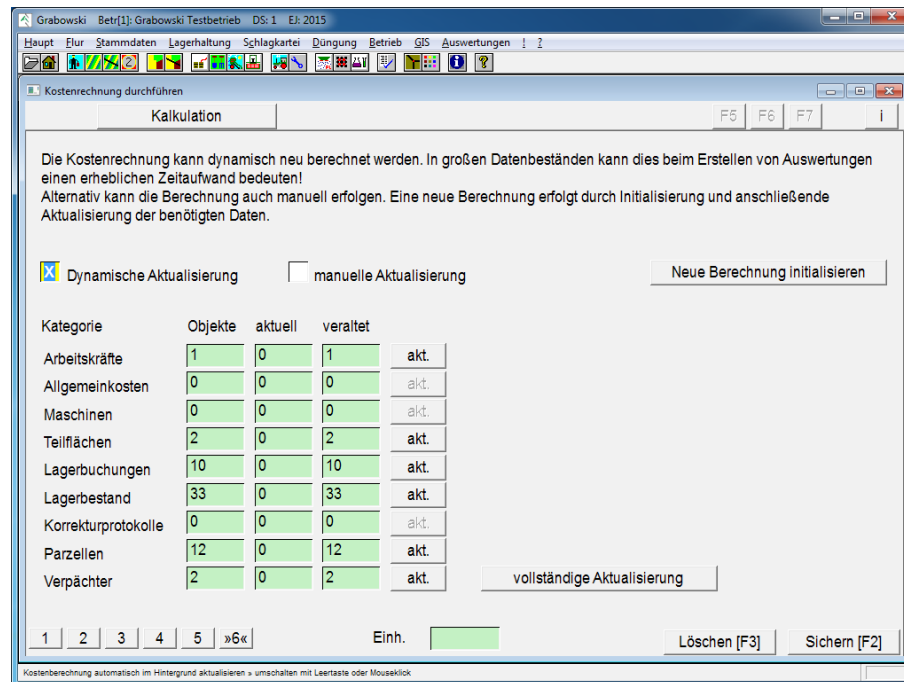 Grabowski Betr[1]: Grabowski Testbetrieb DS: 1 EJ: 2015
Haupt Flur Stammdaten Lagerhaltung Schlagkartei Düngung Betrieb GIS Auswertungen ! ?
Kostenrechnung durchführen
Kalkulation F5 F6 F7 i
Die Kostenrechnung kann dynamisch neu berechnet werden. In großen Datenbeständen kann dies beim Erstellen von Auswertungen
einen erheblichen Zeitaufwand bedeuten!
Alternativ kann die Berechnung auch manuell erfolgen. Eine neue Berechnung erfolgt durch Initialisierung und anschließende
Aktualisierung der benötigten Daten.
X Dynamische Aktualisierung manuelle Aktualisierung Neue Berechnung initialisieren
Kategorie Objekte aktuell veraltet
Arbeitskräfte 1 0 1 akt.
Allgemeinkosten 0 0 0 akt.
Maschinen 0 0 0 akt.
Teilflächen 2 0 2 akt.
Lagerbuchungen 10 0 10 akt.
Lagerbestand 33 0 33 akt.
Korrekturprotokolle 0 0 0 akt.
Parzellen 12 0 12 akt.
Verpächter 2 0 2 akt. vollständige Aktualisierung
1 2 3 4 5 »6« Einh. Löschen [F3] Sichern [F2]
Kostenberechnung automatisch im Hintergrund aktualisieren » umschalten mit Leertaste oder Mouseklick